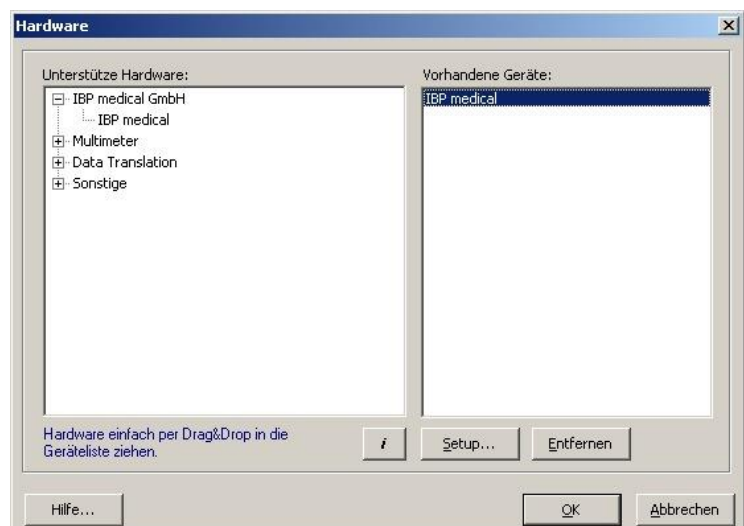 Hardware
Unterstütze Hardware:
IBP medical GmbH
IBP medical
Multimeter
Data Translation
Sonstige
Vorhandene Geräte:
IBP medical
Hardware einfach per Drag&Drop in die
Geräteliste ziehen.
i
Setup...
Entfernen
Hilfe...
OK
Abbrechen